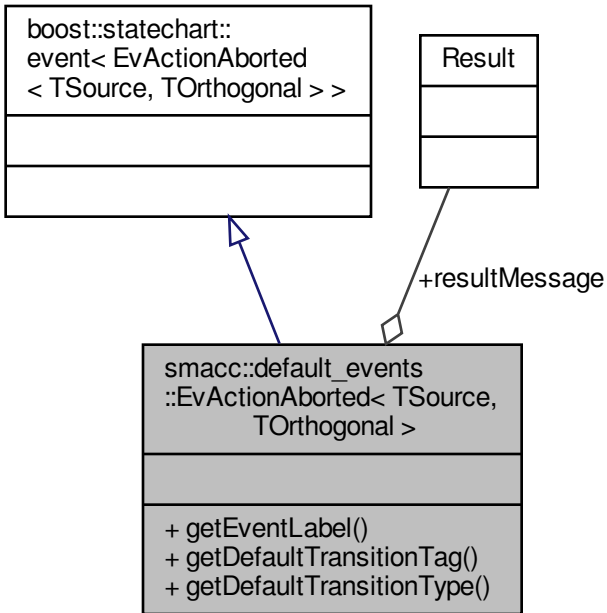 boost::statechart::
event< EvActionAborted
< TSource, TOrthogonal > >
Result
+resultMessage
smacc::default_events
::EvActionAborted< TSource,
TOrthogonal >
+ getEventLabel()
+ getDefaultTransitionTag()
+ getDefaultTransitionType()